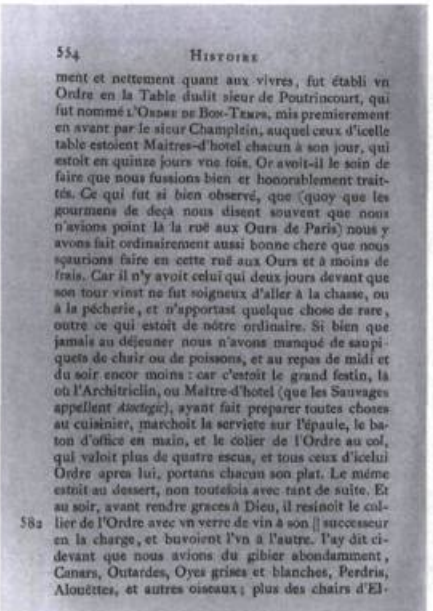 554 HISTOIRE
ment et nettement quant aux vivres, fut établi vn
Ordre en la Table dudit sieur de Poutrincourt, qui
fut nommé L'ORDRE DE BON-TEMPS, mis premierement
en avant par le sieur Champlein, auquel ceux d'icelle
table estoient Maitres-d'hotel chacun à son jour, qui
estoit en quinze jours vne fois. Or avoit-il le soin de
faire que nous fussions bien et honorablement trait-
tés. Ce qui fut si bien observé, que (quoy que les
gourmens de deçà nous disent souvent que nous
n'avions point là la ruë aux Ours de Paris) nous y
avons fait ordinairement aussi bonne chere que nous
sçaurions faire en cette ruë aux Ours et à moins de
frais. Car il n'y avoit celui qui deux jours devant que
son tour vinst ne fut soigneux d'aller à la chasse, ou
à la pécherie, et n'apportast quelque chose de rare,
outre ce qui estoit de nôtre ordinaire. Si bien que
jamais au déjeuner nous n'avons manqué de saupi-
quets de chair ou de poissons, et au repas de midi et
du soir encor moins : car c'estoit le grand festin, là
où l'Architriclin, ou Maitre-d'hotel (que les Sauvages
appellent Atoctegic), ayant fait preparer toutes choses
au cuisinier, marchoit la serviete sur l'épaule, le ba-
ton d'office en main, et le colier de l'Ordre au col,
qui valoit plus de quatre escus, et tous ceux d'icelui
Ordre apres lui, portans chacun son plat. Le méme
estoit au dessert, non toutefois avec tant de suite. Et
au soir, avant rendre graces à Dieu, il resinoit le col-
582 lier de l'Ordre avec vn verre de vin à son || successeur
en la charge, et buvoient l'vn à l'autre. I'ay dit ci-
devant que nous avions du gibier abondamment,
Canars, Outardes, Oyes grises et blanches, Perdris,
Alouëttes, et autres oiseaux ; plus des chairs d'El-